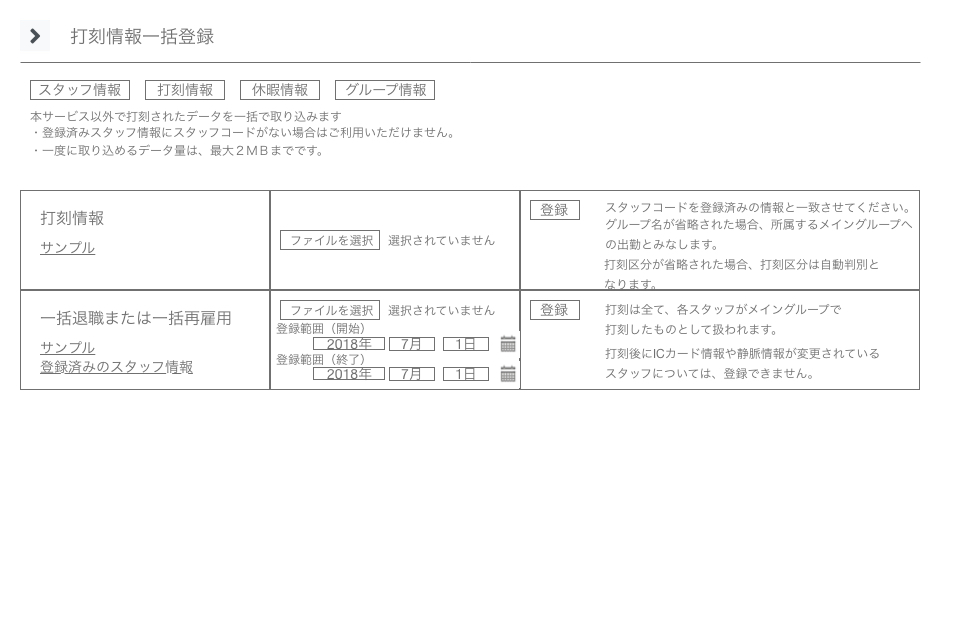 打刻情報一括登録
スタッフ情報 打刻情報 休暇情報 グループ情報
本サービス以外で打刻されたデータを一括で取り込みます
・登録済みスタッフ情報にスタッフコードがない場合はご利用いただけません。
・一度に取り込めるデータ量は、最大２ＭＢまでです。
打刻情報
サンプル
ファイルを選択 選択されていません
登録
スタッフコードを登録済みの情報と一致させてください。
グループ名が省略された場合、所属するメイングループへ
の出勤とみなします。
打刻区分が省略された場合、打刻区分は自動判別と
なります。
一括退職または一括再雇用
サンプル
登録済みのスタッフ情報
ファイルを選択 選択されていません
登録範囲（開始）
2018年 7月 1日
登録範囲（終了）
2018年 7月 1日
登録
打刻は全て、各スタッフがメイングループで
打刻したものとして扱われます。
打刻後にICカード情報や静脈情報が変更されている
スタッフについては、登録できません。